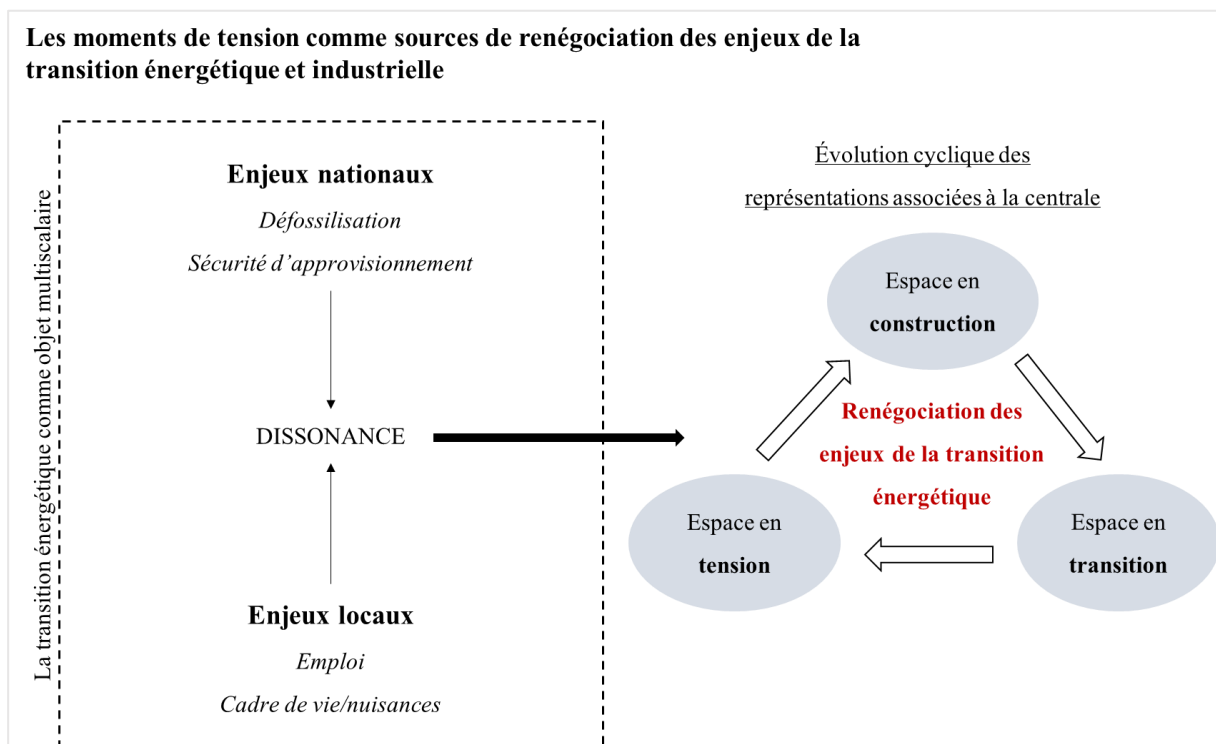 Les moments de tension comme sources de renégociation des enjeux de la
transition énergétique et industrielle
La transition énergétique comme objet multiscalaire
Enjeux nationaux
Défossilisation
Sécurité d’approvisionnement
DISSONANCE
Enjeux locaux
Emploi
Cadre de vie/nuisances
Évolution cyclique des
représentations associées à la centrale
Espace en
construction
Renégociation des
enjeux de la transition
énergétique
Espace en
tension
Espace en
transition